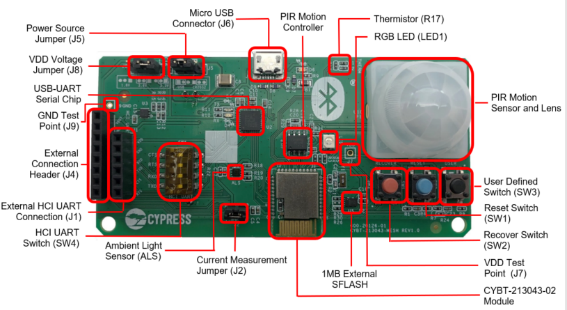 Micro USB
Connector (J6)
PIR Motion
Controller
Thermistor (R17)
RGB LED (LED1)
Power Source
Jumper (J5)
VDD Voltage
Jumper (J8)
USB-UART
Serial Chip
GND Test
Point (J9)
External
Connection
Header (J4)
External HCI UART
Connection (J1)
HCI UART
Switch (SW4)
Ambient Light
Sensor (ALS)
Current Measurement
Jumper (J2)
1MB External
SFLASH
PIR Motion
Sensor and Lens
User Defined
Switch (SW3)
Reset Switch
(SW1)
Recover Switch
(SW2)
VDD Test
Point (J7)
CYBT-213043-02
Module
CYPRESS